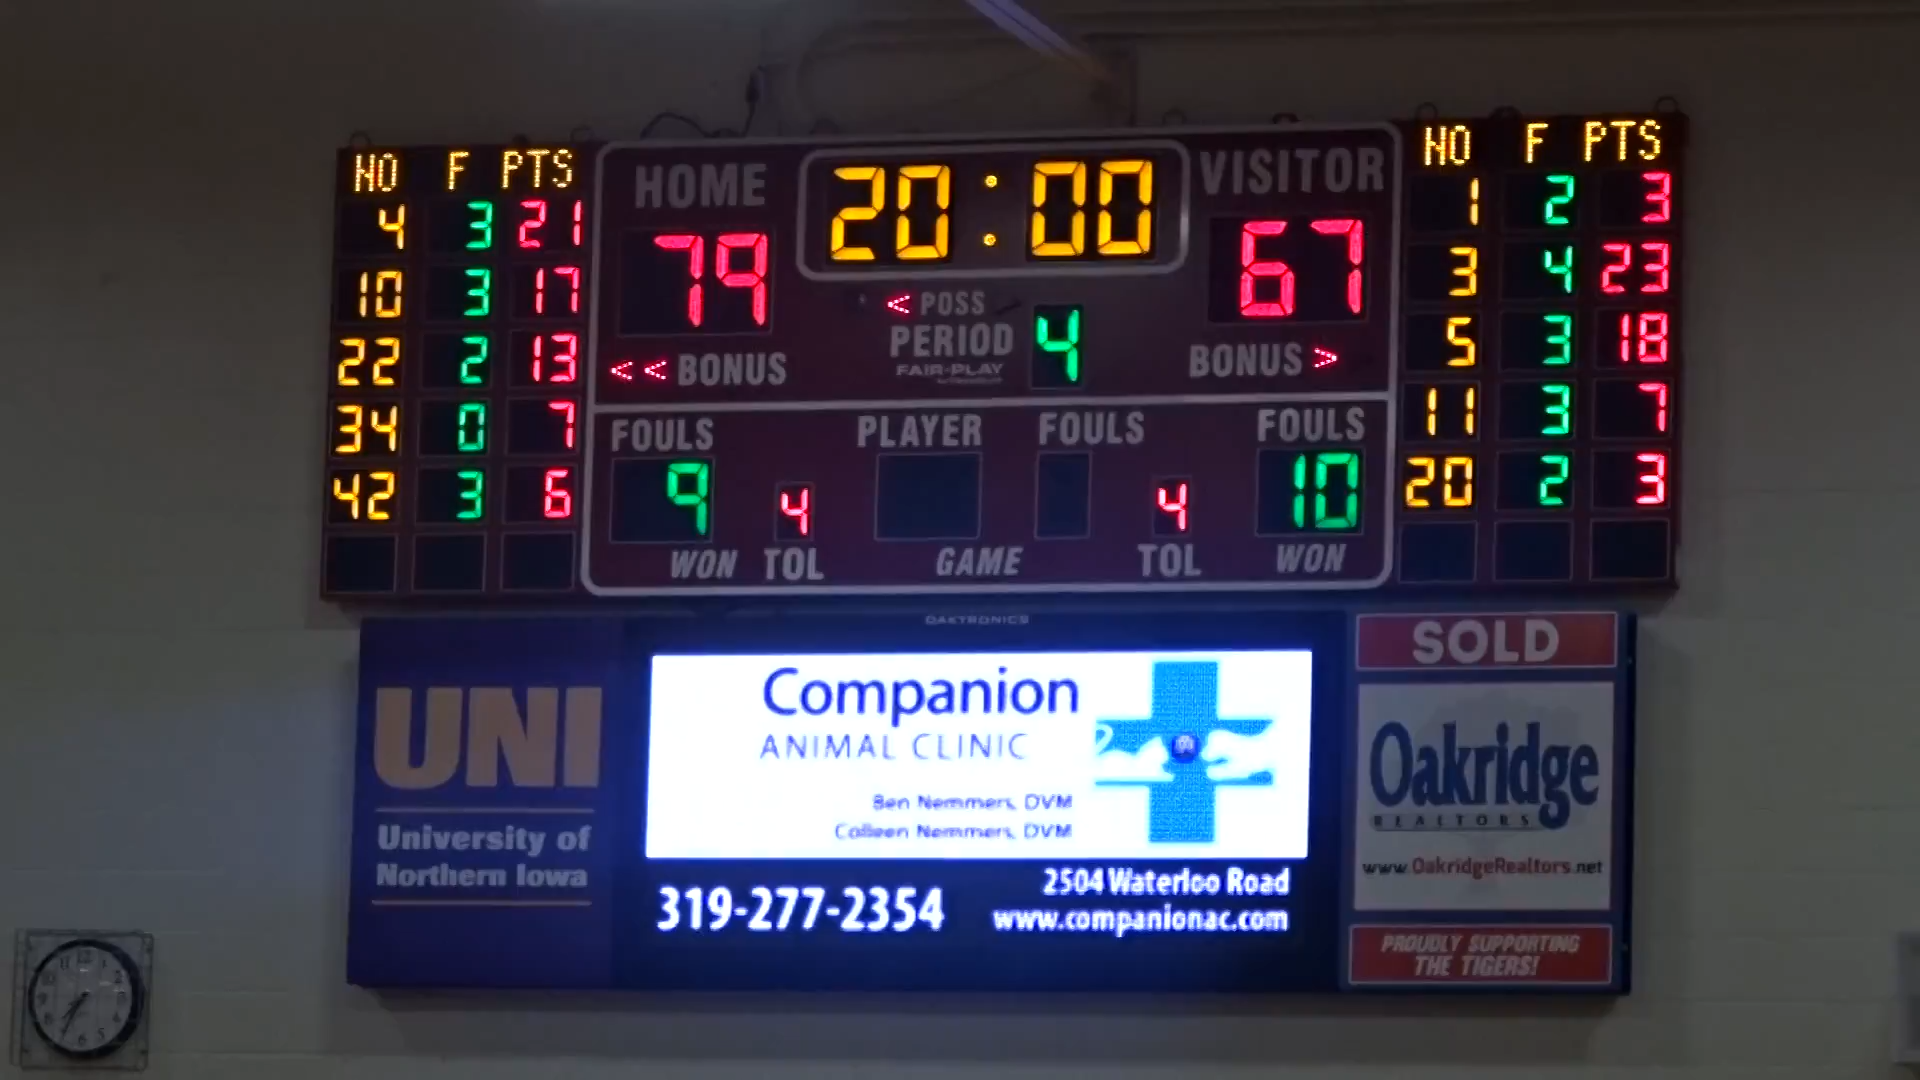 NO F PTS
4 3 21
10 3 17
22 2 13
34 0 7
42 3 6
HOME 20:00 VISITOR
79 67
< POSS
PERIOD 4
FAIR-PLAY
<< BONUS BONUS >
FOULS PLAYER FOULS FOULS
9 4 4 10
WON TOL GAME TOL WON
NO F PTS
1 2 3
3 4 23
5 3 18
11 3 7
20 2 3
DAKTRONICS
UNI
University of
Northern Iowa
Companion
ANIMAL CLINIC
Ben Nemmers, DVM
Colleen Nemmers, DVM
319-277-2354
2504 Waterloo Road
www.companionac.com
SOLD
Oakridge
REALTORS
www.OakridgeRealtors.net
PROUDLY SUPPORTING
THE TIGERS!